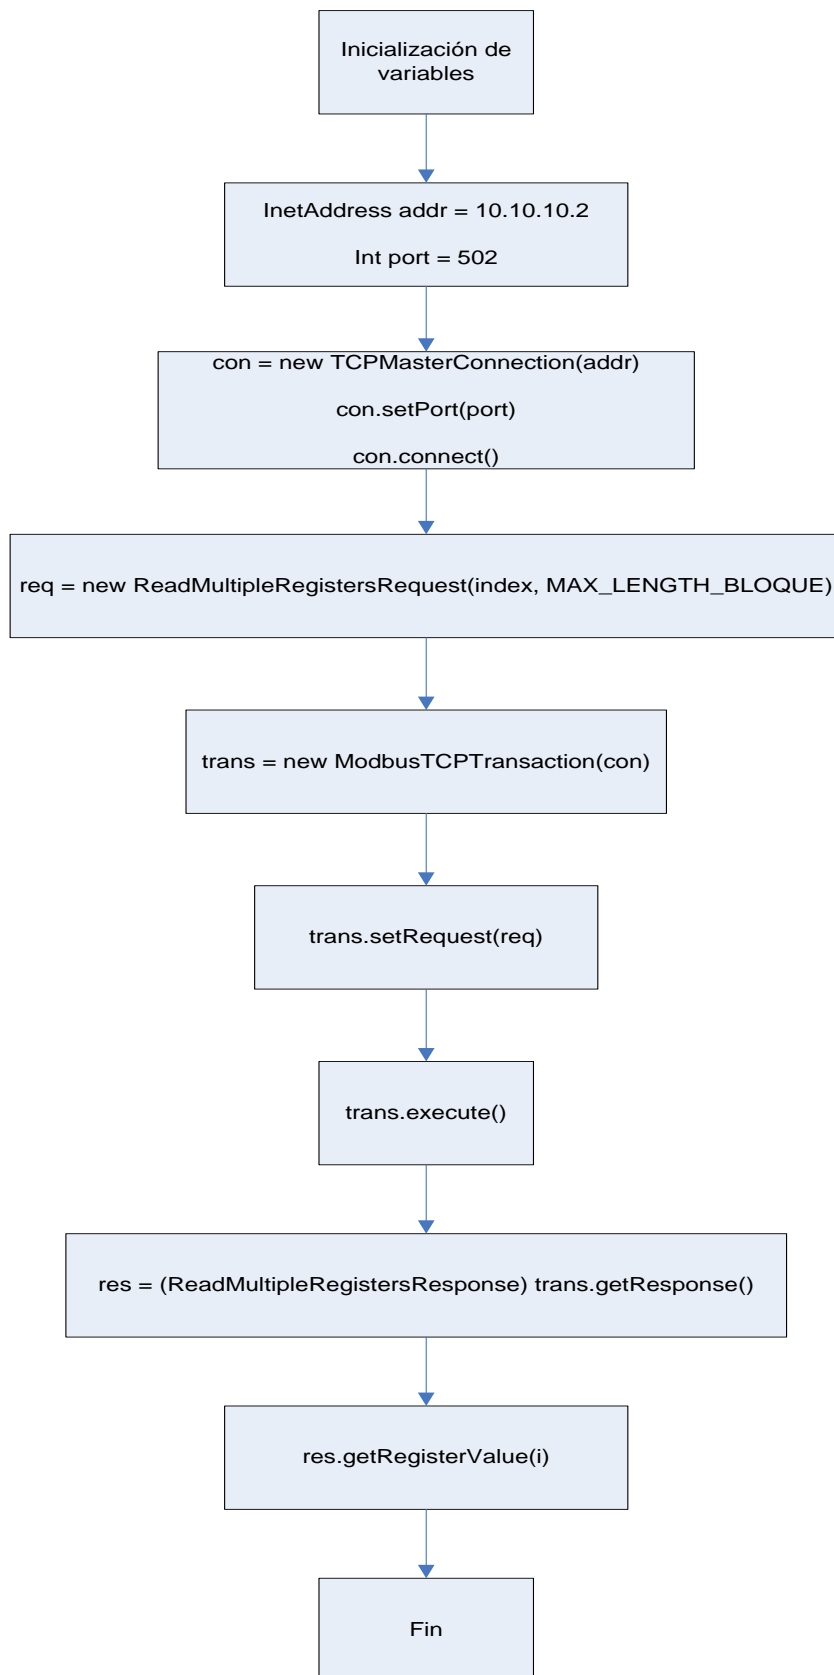 Inicialización de
variables
InetAddress addr = 10.10.10.2
Int port = 502
con = new TCPMasterConnection(addr)
con.setPort(port)
con.connect()
req = new ReadMultipleRegistersRequest(index, MAX_LENGTH_BLOQUE)
trans = new ModbusTCPTransaction(con)
trans.setRequest(req)
trans.execute()
res = (ReadMultipleRegistersResponse) trans.getResponse()
res.getRegisterValue(i)
Fin